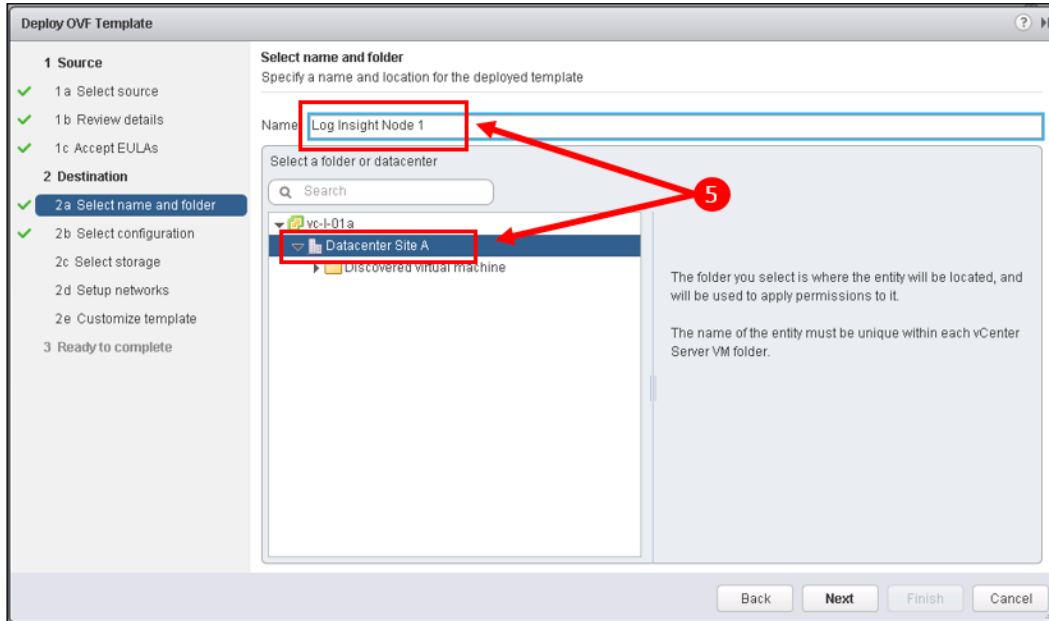 Deploy OVF Template
1 Source
1a Select source
1b Review details
1c Accept EULAs
2 Destination
2a Select name and folder
2b Select configuration
2c Select storage
2d Setup networks
2e Customize template
3 Ready to complete
Select name and folder
Specify a name and location for the deployed template
Name: Log Insight Node 1
Select a folder or datacenter
Search
vc-l-01a
Datacenter Site A
Discovered virtual machine
5
The folder you select is where the entity will be located, and
will be used to apply permissions to it.
The name of the entity must be unique within each vCenter
Server VM folder.
Back Next Finish Cancel